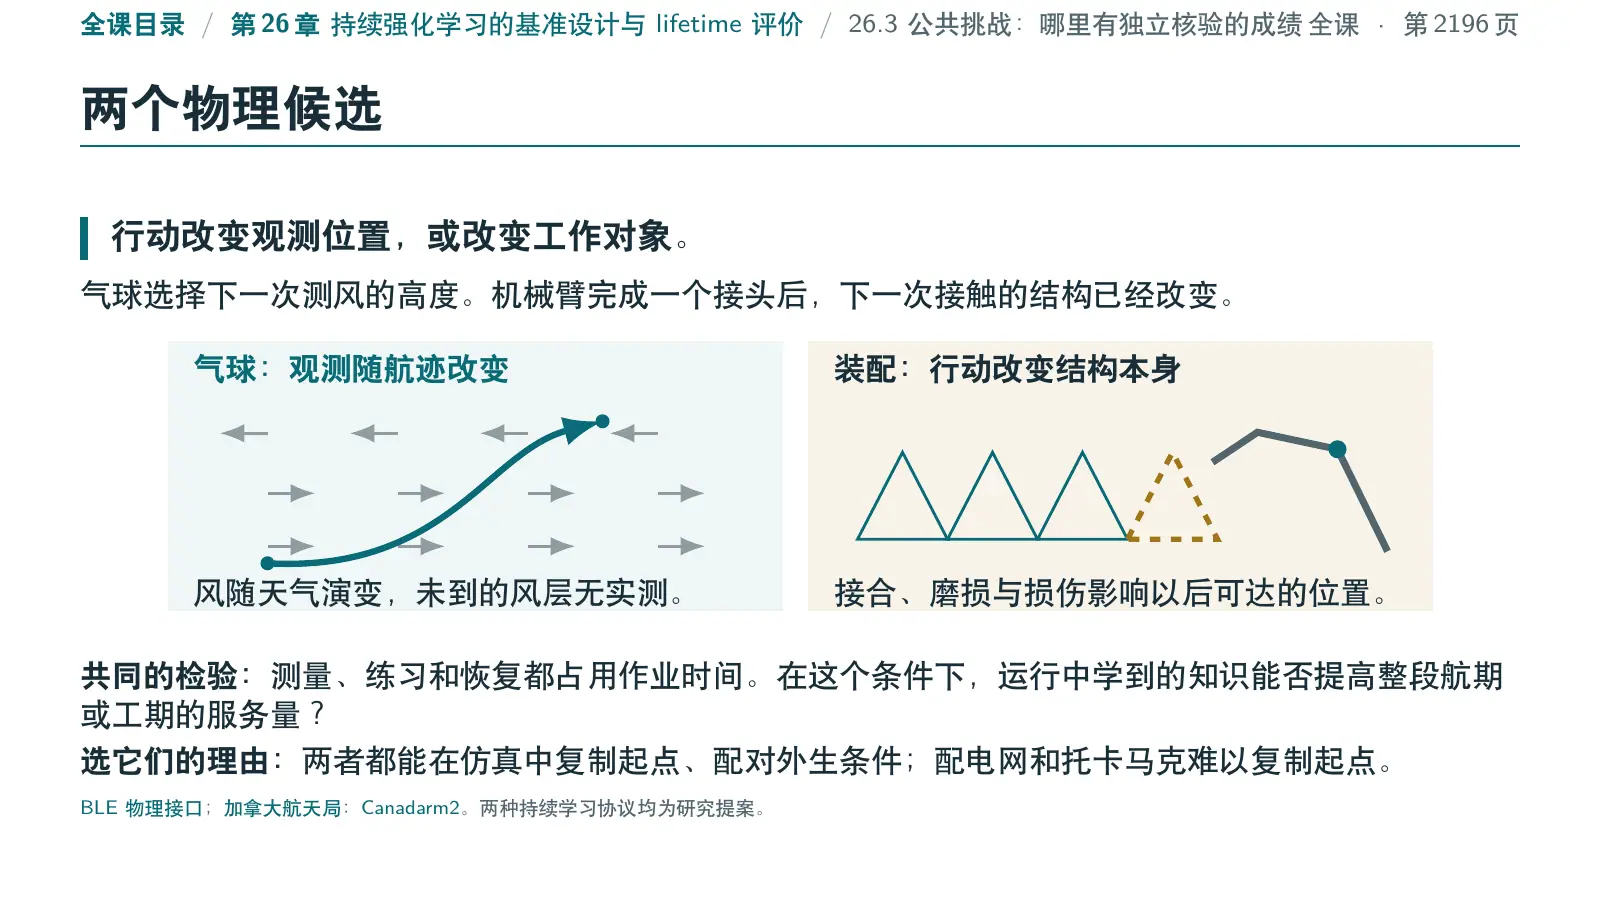 全课目录 / 第 26 章 持续强化学习的基准设计与 lifetime 评价 / 26.3 公共挑战：哪里有独立核验的成绩 全课 · 第 2196 页
两个物理候选
行动改变观测位置，或改变工作对象。
气球选择下一次测风的高度。机械臂完成一个接头后，下一次接触的结构已经改变。
气球：观测随航迹改变
风随天气演变，未到的风层无实测。
装配：行动改变结构本身
接合、磨损与损伤影响以后可达的位置。
共同的检验：测量、练习和恢复都占用作业时间。在这个条件下，运行中学到的知识能否提高整段航期
或工期的服务量？
选它们的理由：两者都能在仿真中复制起点、配对外生条件；配电网和托卡马克难以复制起点。
BLE 物理接口；加拿大航天局：Canadarm2。两种持续学习协议均为研究提案。